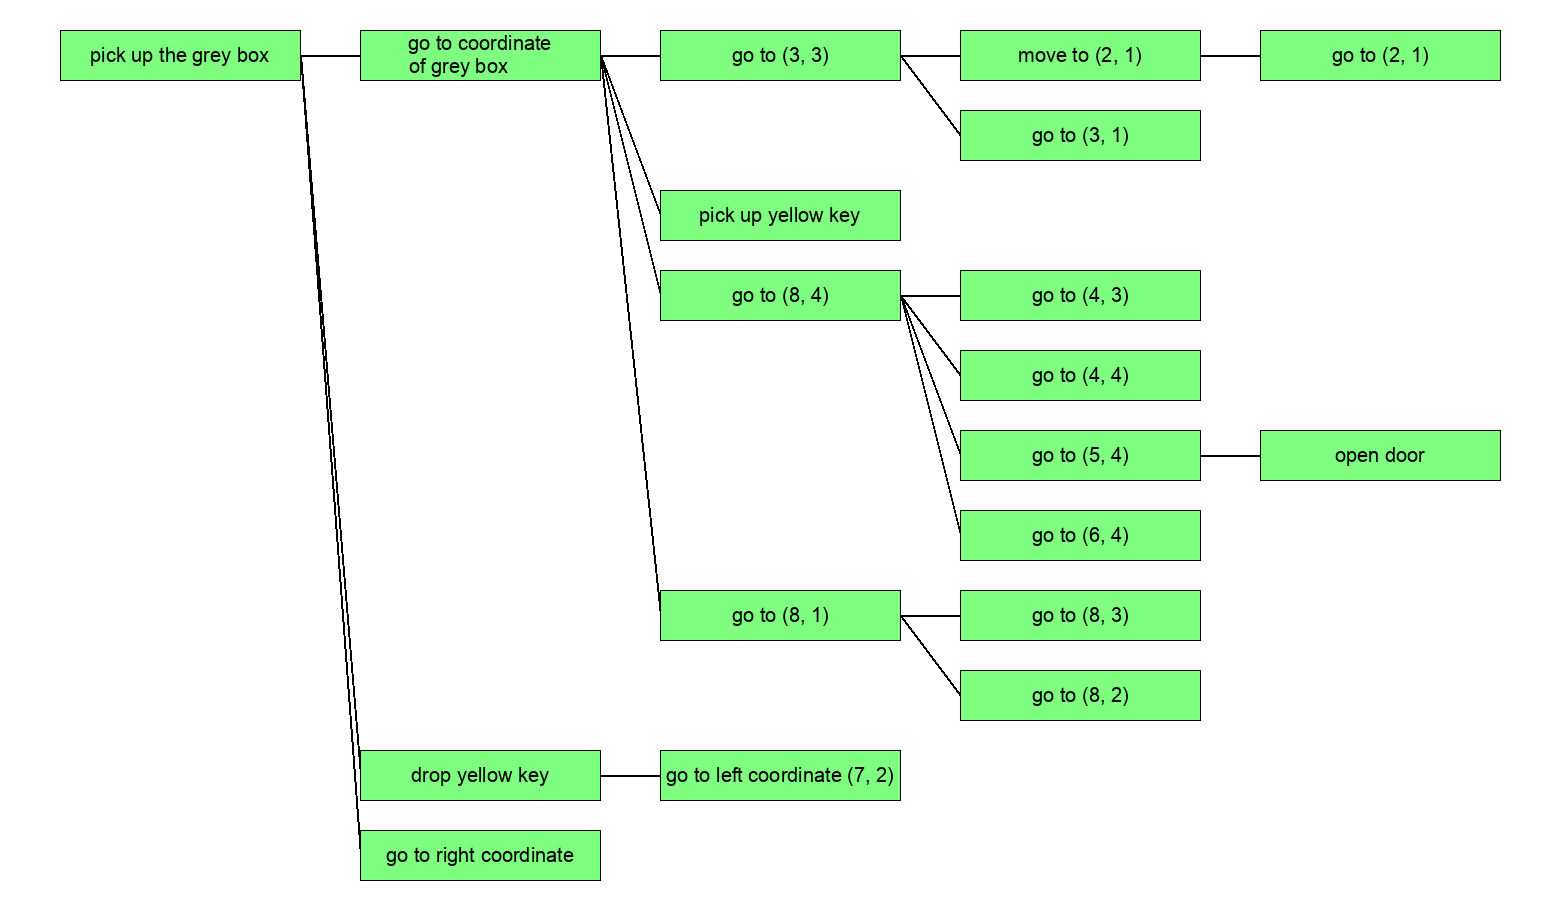 pick up the grey box
go to coordinate
of grey box
go to (3, 3)
move to (2, 1)
go to (2, 1)
go to (3, 1)
pick up yellow key
go to (8, 4)
go to (4, 3)
go to (4, 4)
go to (5, 4)
open door
go to (6, 4)
go to (8, 1)
go to (8, 3)
go to (8, 2)
drop yellow key
go to left coordinate (7, 2)
go to right coordinate